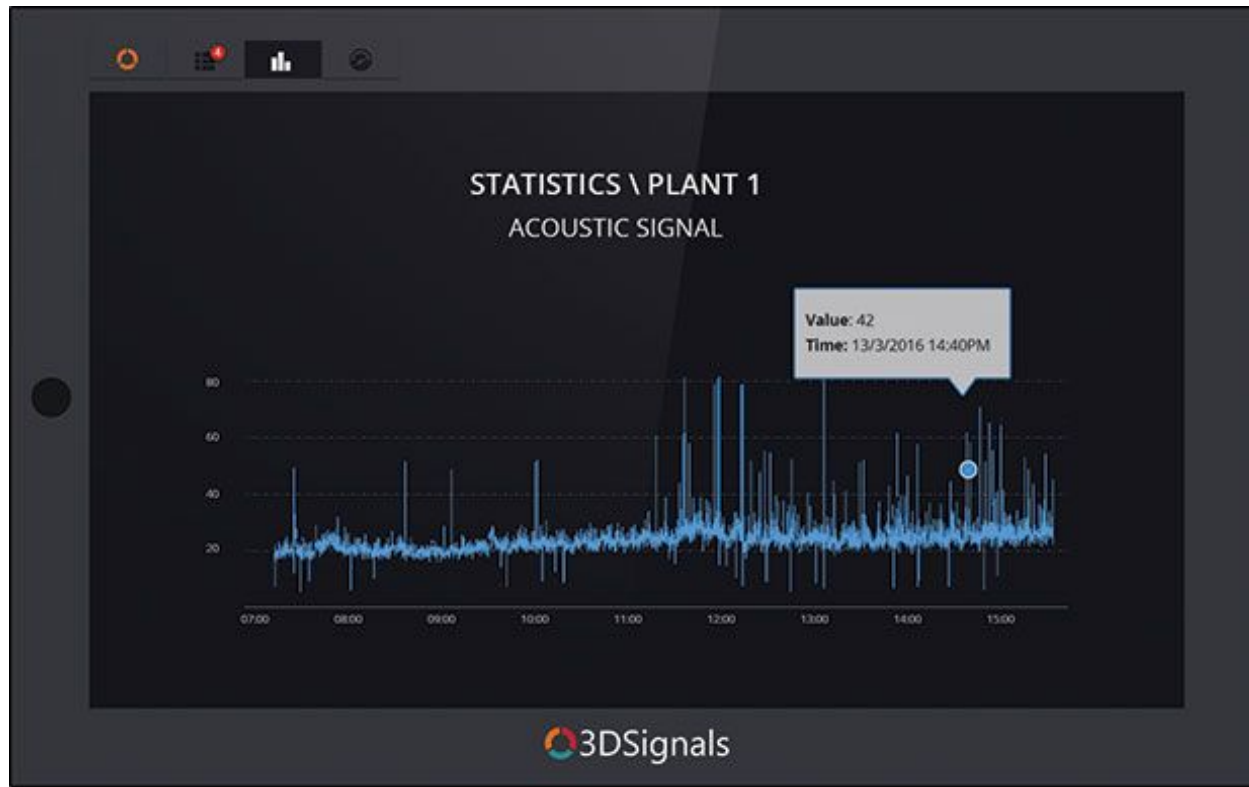 4
STATISTICS \ PLANT 1
ACOUSTIC SIGNAL
Value: 42
Time: 13/3/2016 14:40PM
80
60
40
20
07:00 08:00 09:00 10:00 11:00 12:00 13:00 14:00 15:00
3DSignals